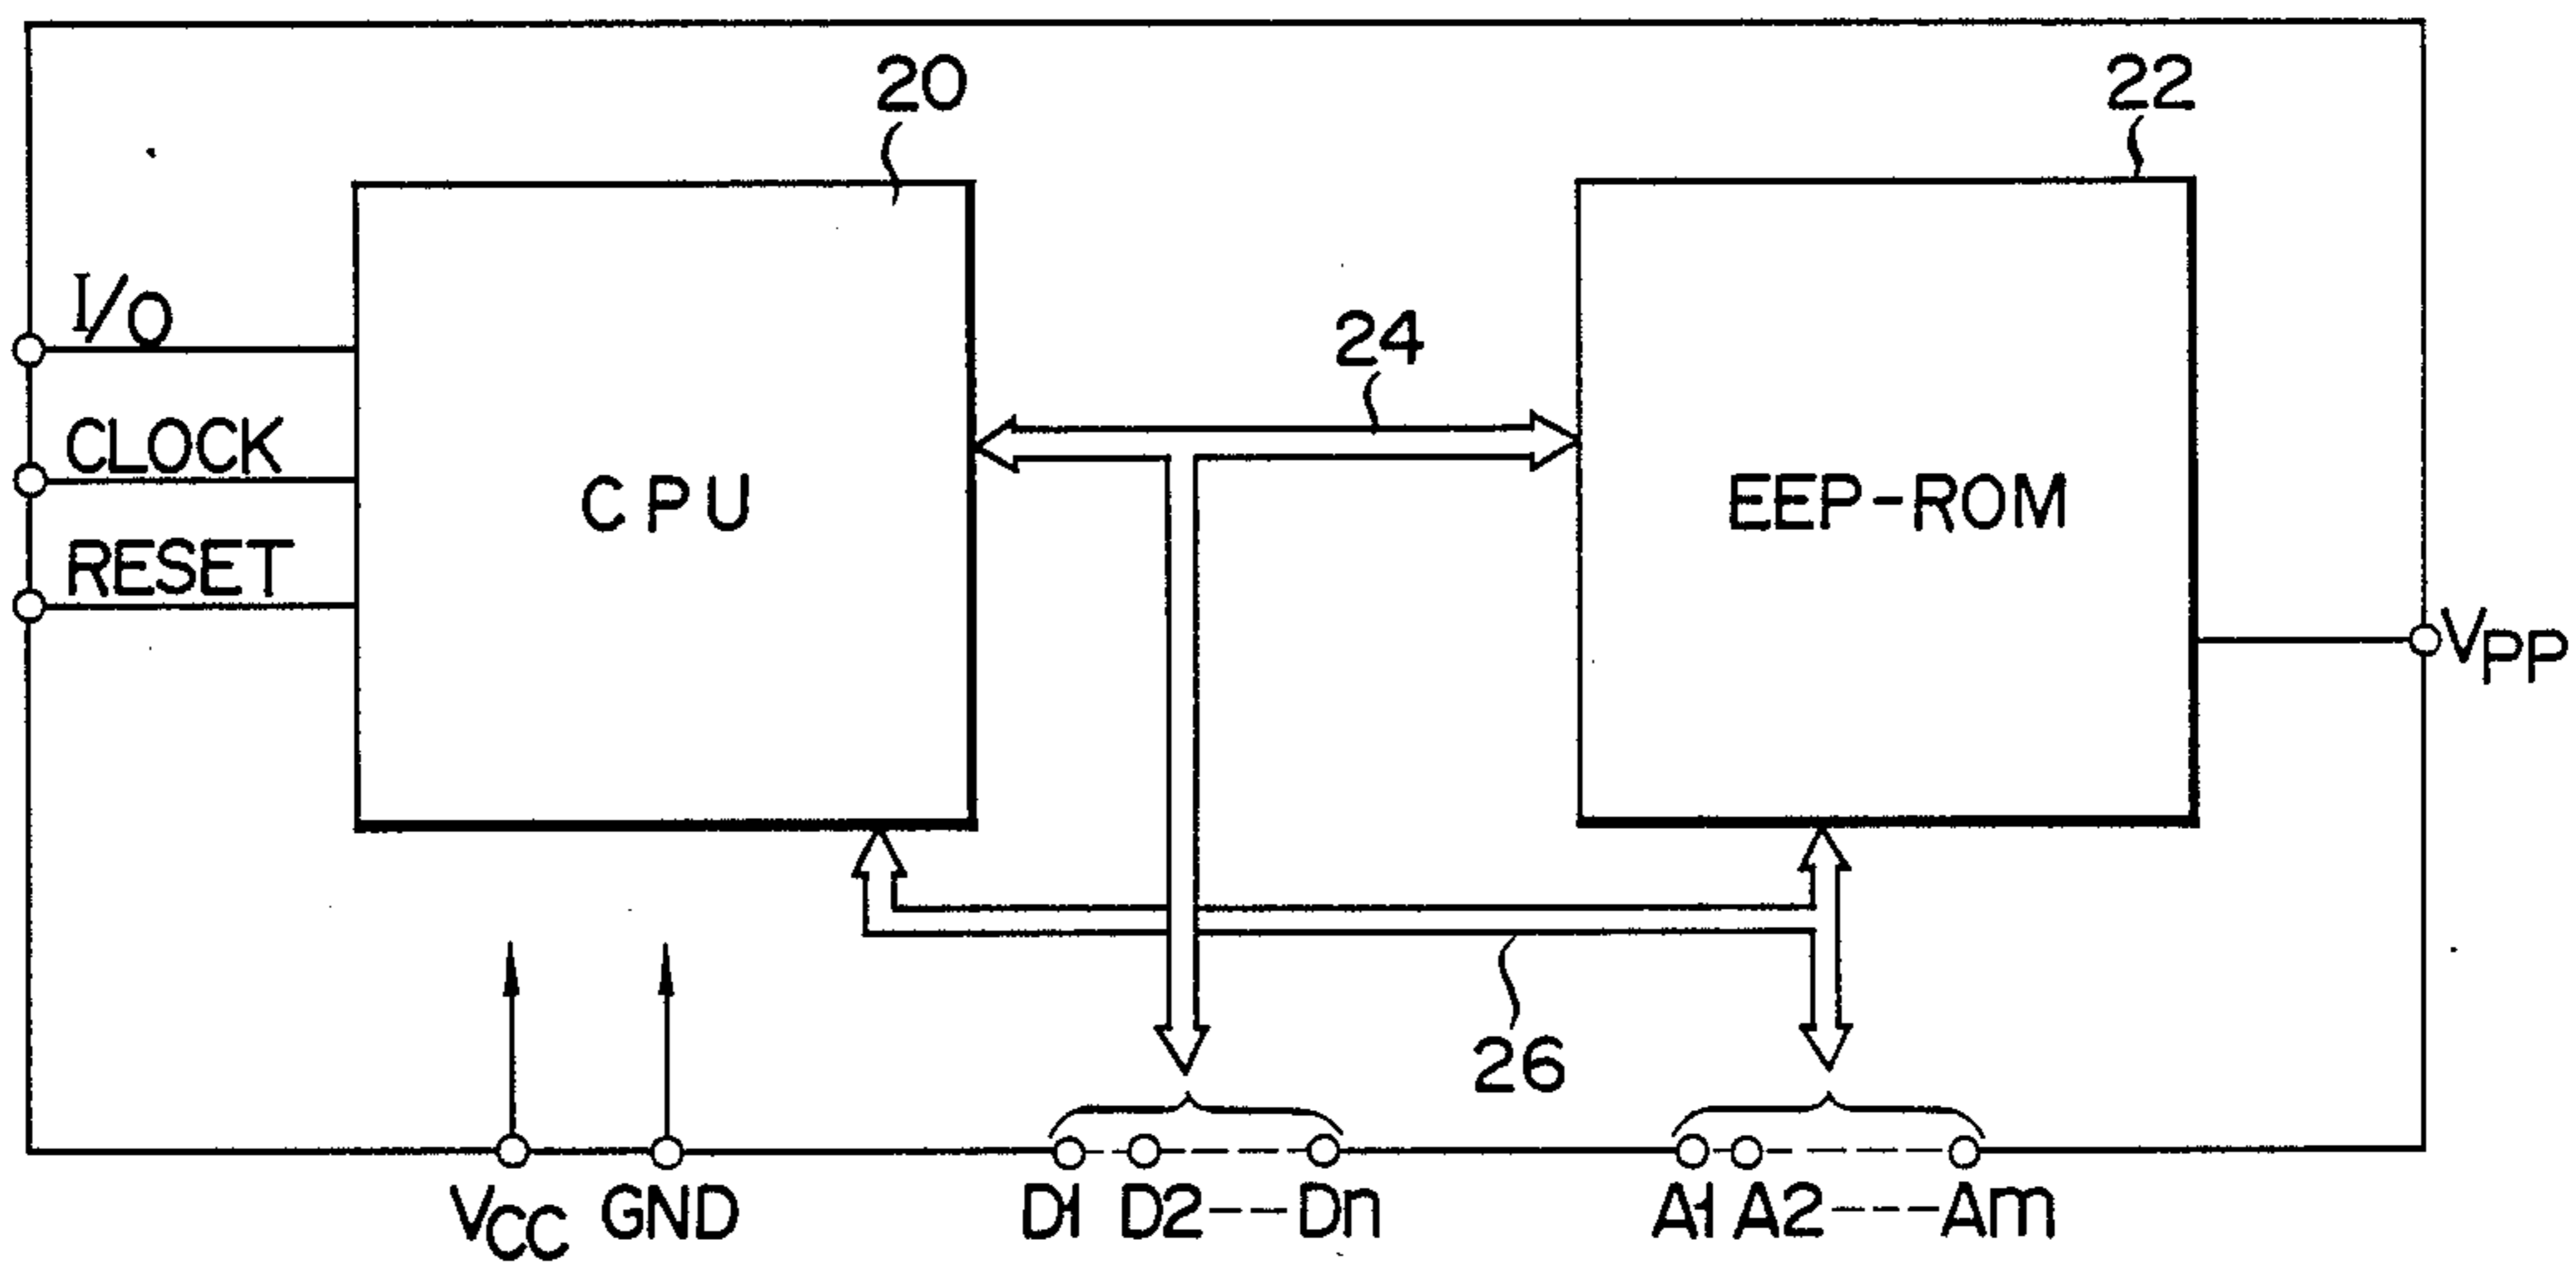 20
22
I/O
24
CLOCK
CPU
EEP-ROM
RESET
VPP
26
VCC GND D1 D2---Dn A1 A2----Am